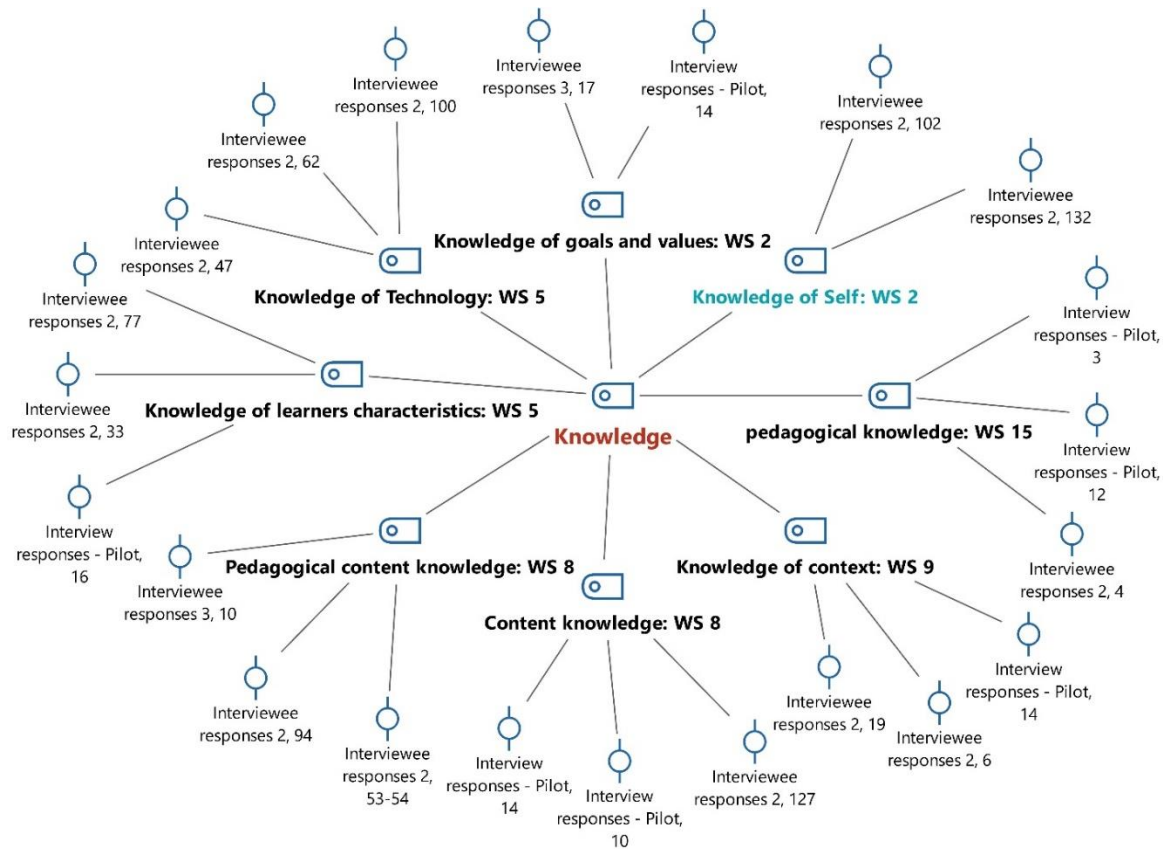 Interviewee
responses 3, 17
Interview
responses - Pilot,
14
Interviewee
responses 2, 100
Interviewee
responses 2, 102
Interviewee
responses 2, 62
Interviewee
responses 2, 132
Interviewee
responses 2, 47
Knowledge of goals and values: WS 2
Interviewee
responses 2, 77
Knowledge of Technology: WS 5
Knowledge of Self: WS 2
Interview
responses - Pilot,
3
Interviewee
responses 2, 33
Knowledge of learners characteristics: WS 5
Knowledge
pedagogical knowledge: WS 15
Interview
responses - Pilot,
12
Interview
responses - Pilot,
16
Interviewee
responses 3, 10
Pedagogical content knowledge: WS 8
Knowledge of context: WS 9
Interviewee
responses 2, 4
Content knowledge: WS 8
Interview
responses - Pilot,
14
Interviewee
responses 2, 19
Interviewee
responses 2, 6
Interviewee
responses 2, 94
Interviewee
responses 2,
53-54
Interview
responses - Pilot,
14
Interview
responses - Pilot,
10
Interviewee
responses 2, 127